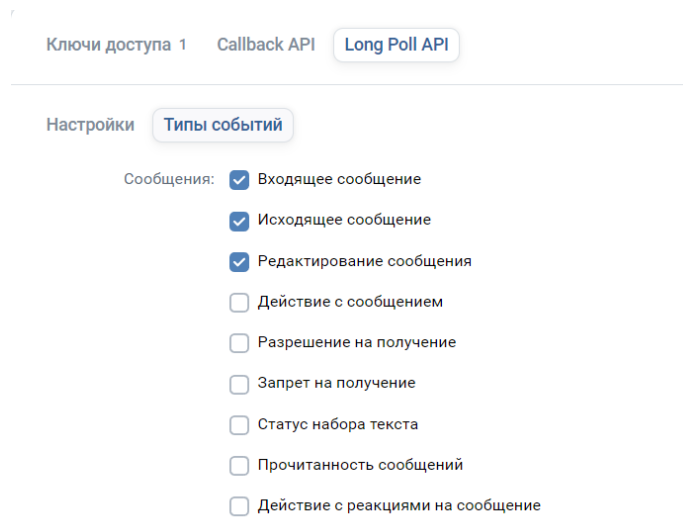 Ключи доступа 1 Callback API Long Poll API
Настройки Типы событий
Сообщения: Входящее сообщение
Исходящее сообщение
Редактирование сообщения
Действие с сообщением
Разрешение на получение
Запрет на получение
Статус набора текста
Прочитанность сообщений
Действие с реакциями на сообщение